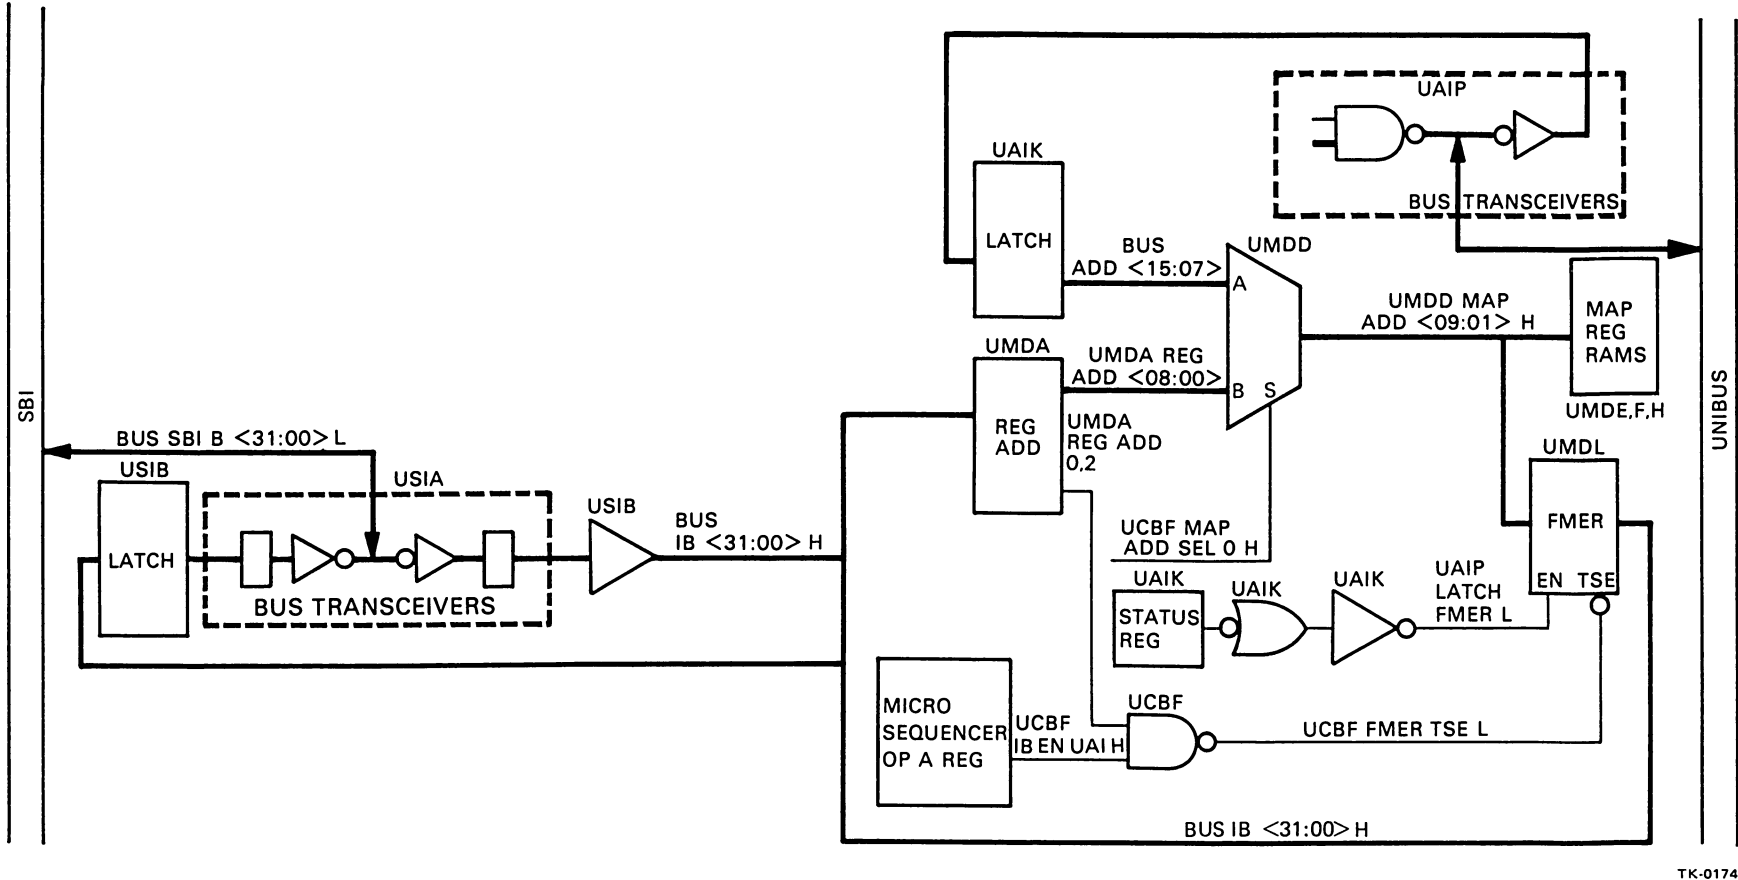 SBI
BUS SBI B <31:00> L
USIB
LATCH
USIA
BUS TRANSCEIVERS
USIB
BUS
IB <31:00> H
UAIK
LATCH
BUS
ADD <15:07>
UMDA
REG
ADD
UMDA REG
ADD <08:00>
UMDA
REG ADD
0,2
UMDD
A
B S
UCBF MAP
ADD SEL 0 H
UAIP
BUS TRANSCEIVERS
UMDD MAP
ADD <09:01> H
MAP
REG
RAMS
UMDE,F,H
UMDL
FMER
EN TSE
UAIK
STATUS
REG
UAIK
UAIK
UAIP
LATCH
FMER L
MICRO
SEQUENCER
OP A REG
UCBF
IB EN UAI H
UCBF
UCBF FMER TSE L
BUS IB <31:00> H
UNIBUS
TK-0174